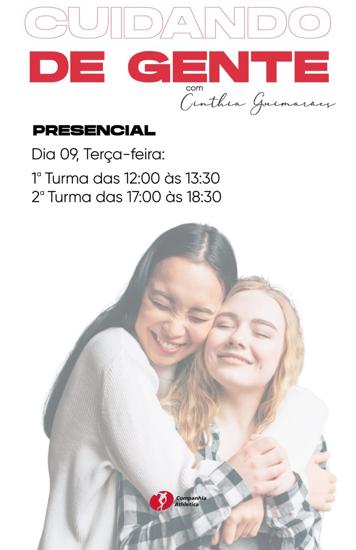 CUIDANDO
DE GENTE
com
Cinthia Guimarães
PRESENCIAL
Dia 09, Terça-feira:
1ª Turma das 12:00 às 13:30
2ª Turma das 17:00 às 18:30
Companhia
Athletica